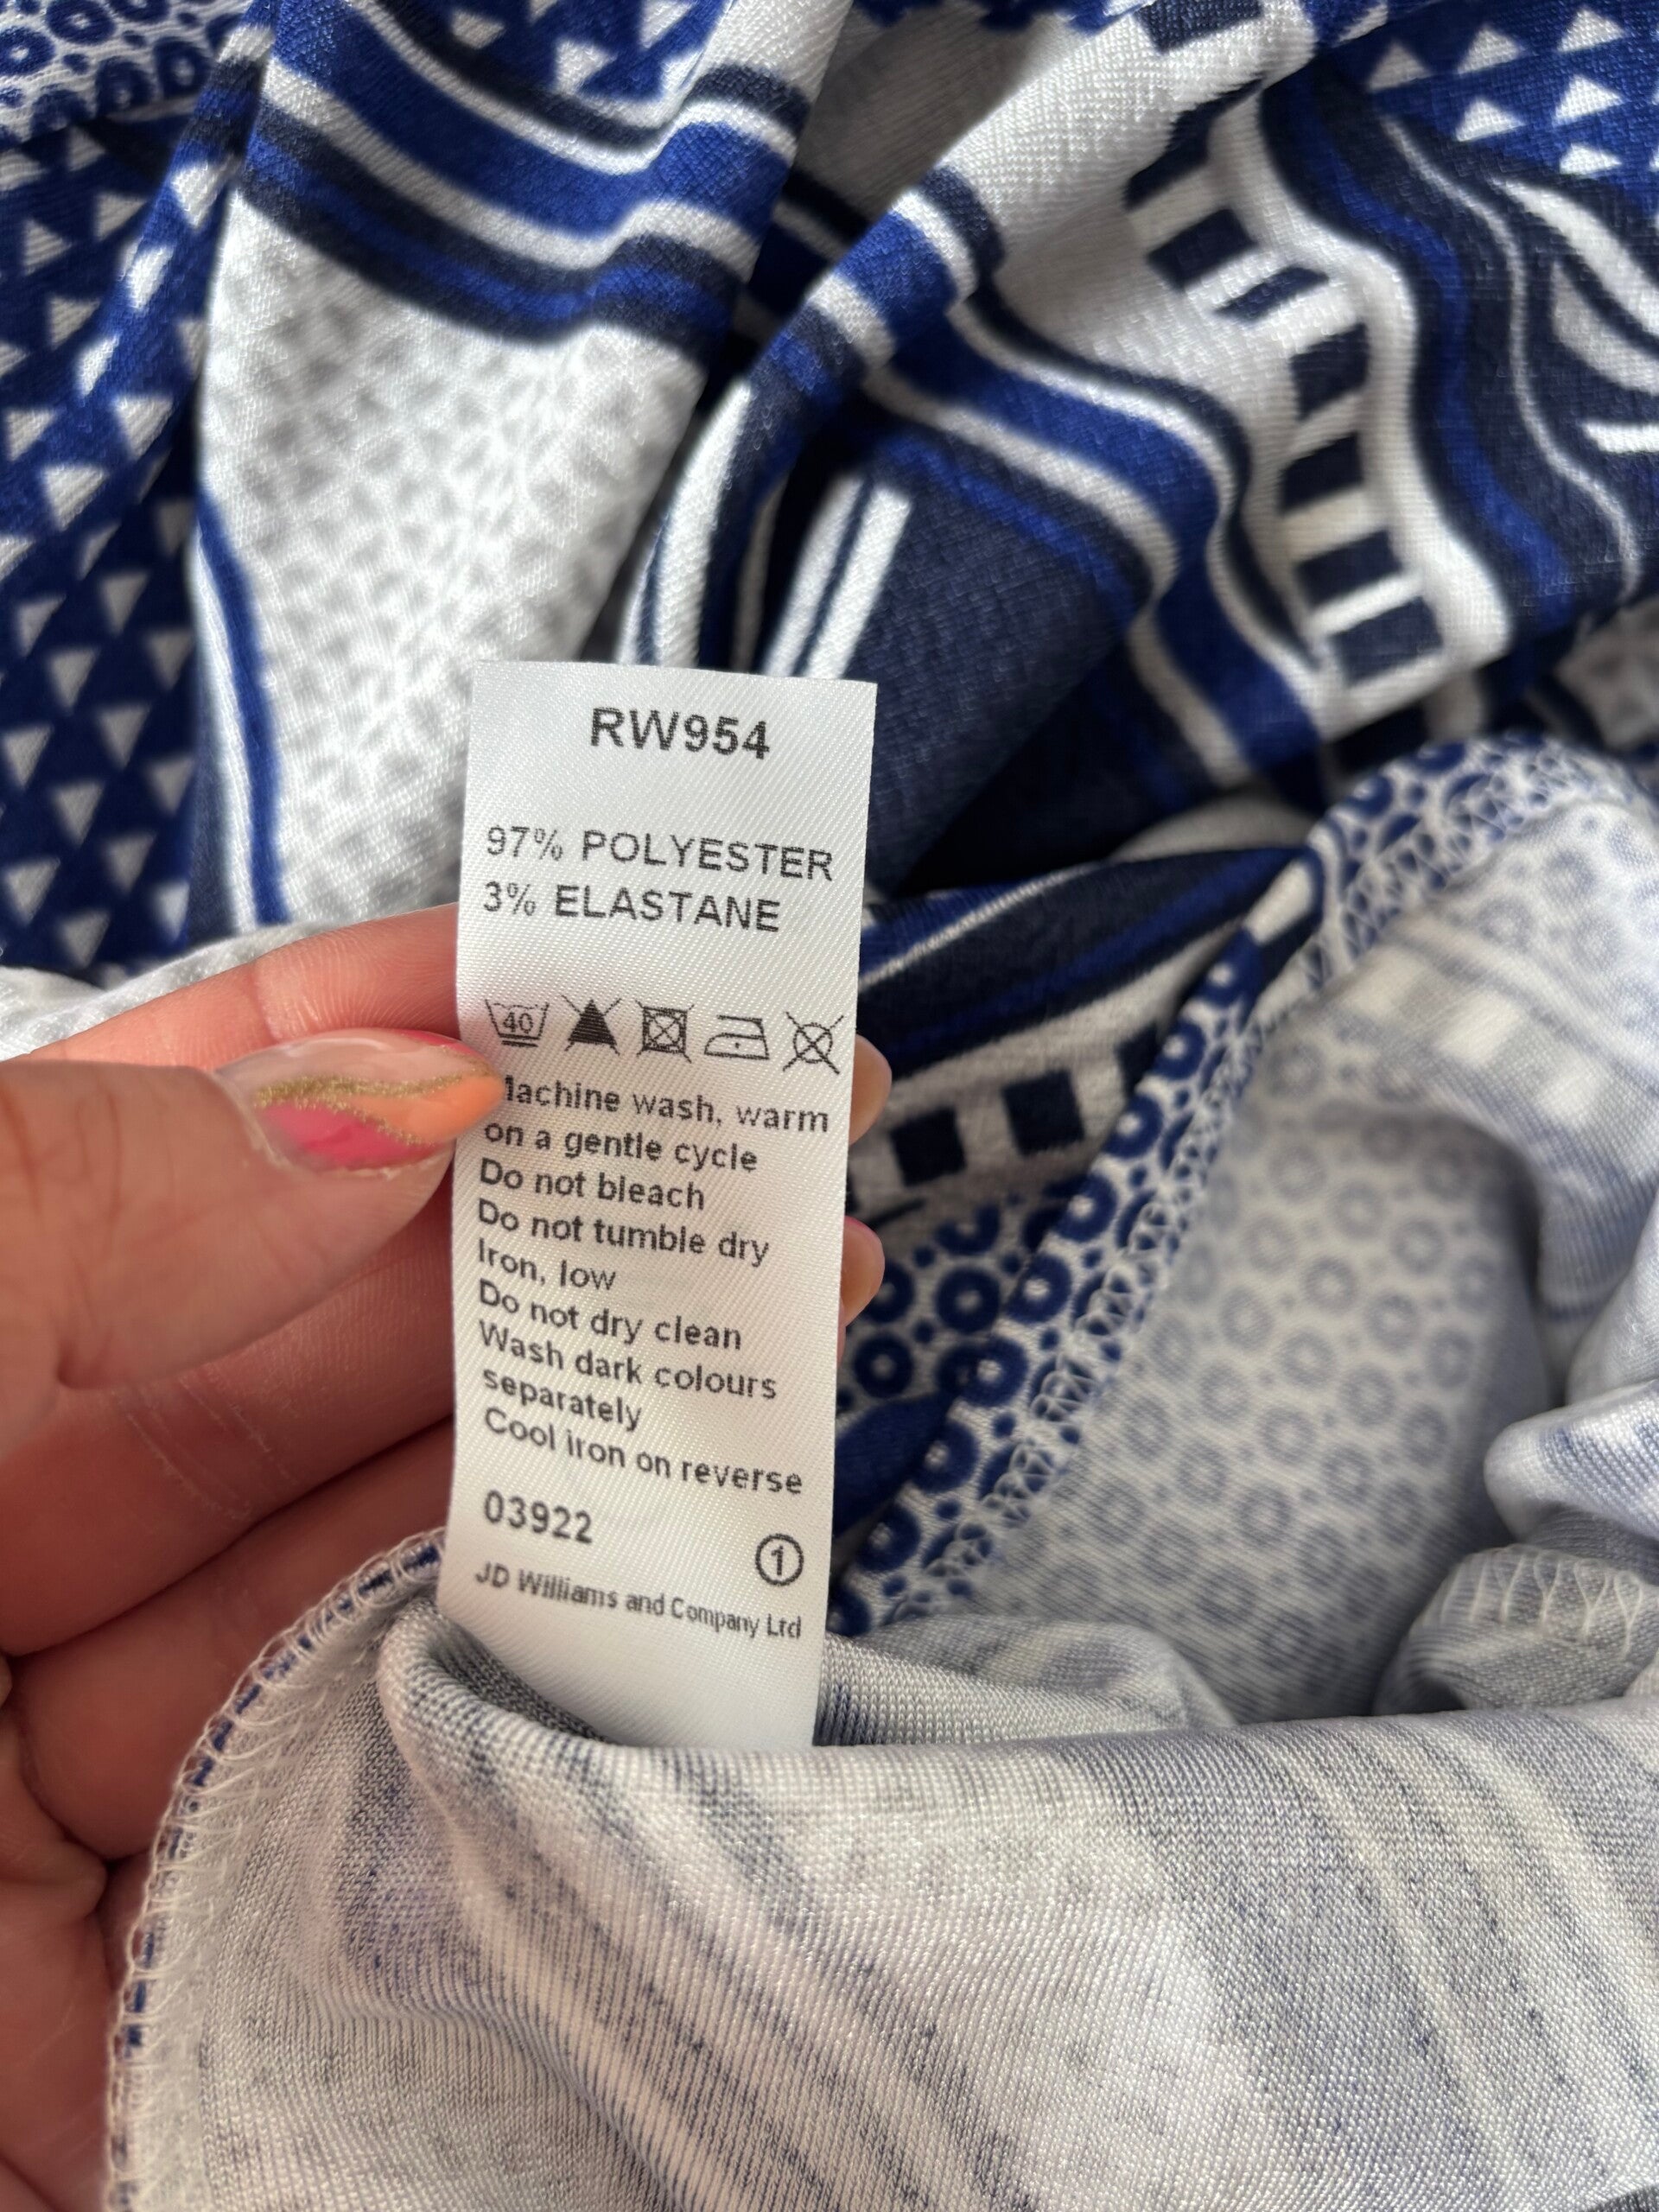 RW954
97% POLYESTER
3% ELASTANE
40
Machine wash, warm
on a gentle cycle
Do not bleach
Do not tumble dry
Iron, low
Do not dry clean
Wash dark colours
separately
Cool iron on reverse
03922
1
JD Williams and Company Ltd